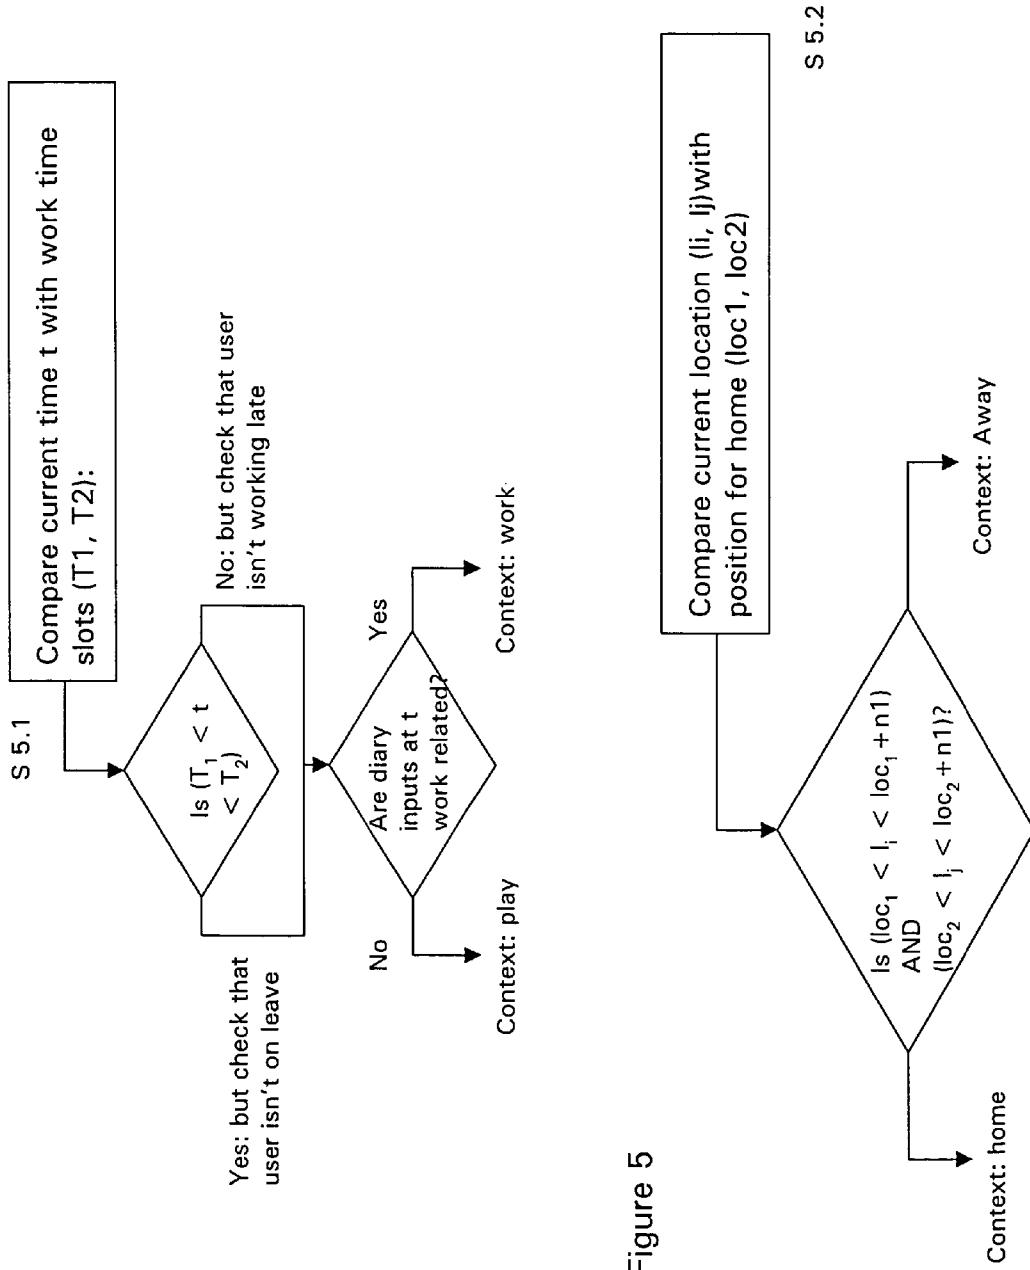 S 5.1
Compare current time t with work time
slots (T1, T2):
Is (T₁ < t
< T₂)
Yes: but check that
user isn't on leave
No: but check that user
isn't working late
Are diary
inputs at t
work related?
No
Yes
Context: play
Context: work
Figure 5
S 5.2
Compare current location (li, lj)with
position for home (loc1, loc2)
Is (loc₁ < lᵢ < loc₁ +n1)
AND
(loc₂ < lⱼ < loc₂ +n1)?
Context: home
Context: Away